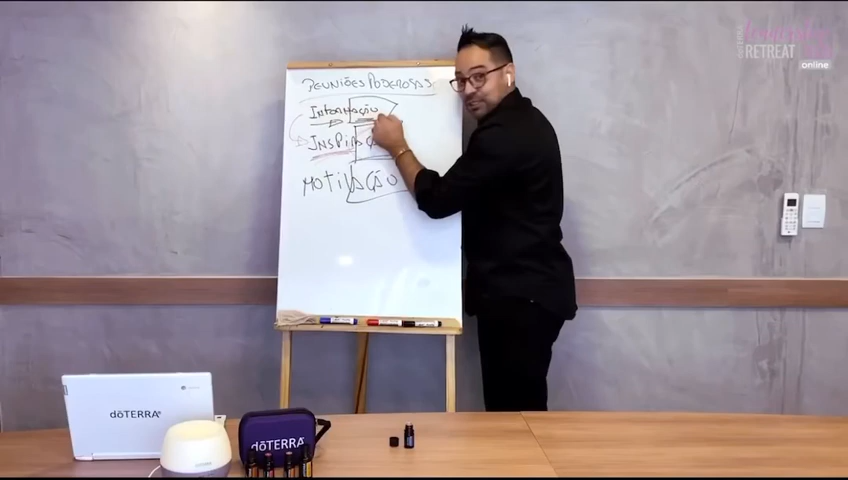 RETREAT
online
REUNIÕES PODEROSAS
INFORMAÇÃO
INSPIRAÇÃO
MOTIVAÇÃO
dōTERRA
dōTERRA